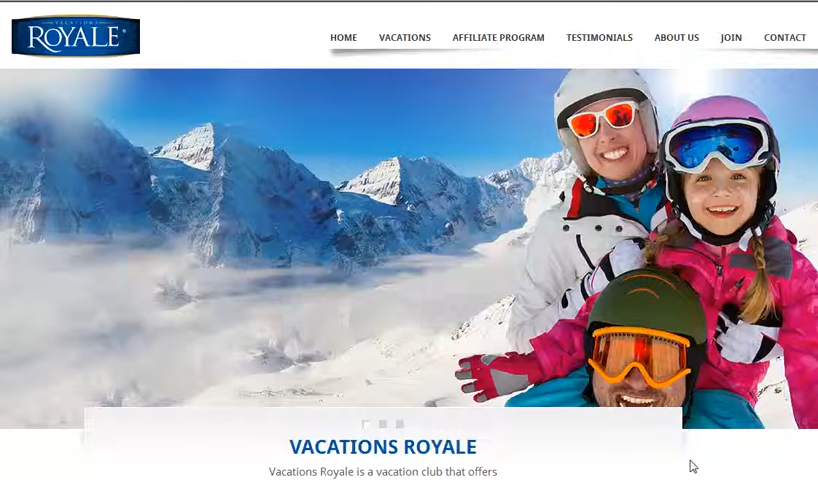 VACATIONS
ROYALE®
HOME VACATIONS AFFILIATE PROGRAM TESTIMONIALS ABOUT US JOIN CONTACT
VACATIONS ROYALE
Vacations Royale is a vacation club that offers